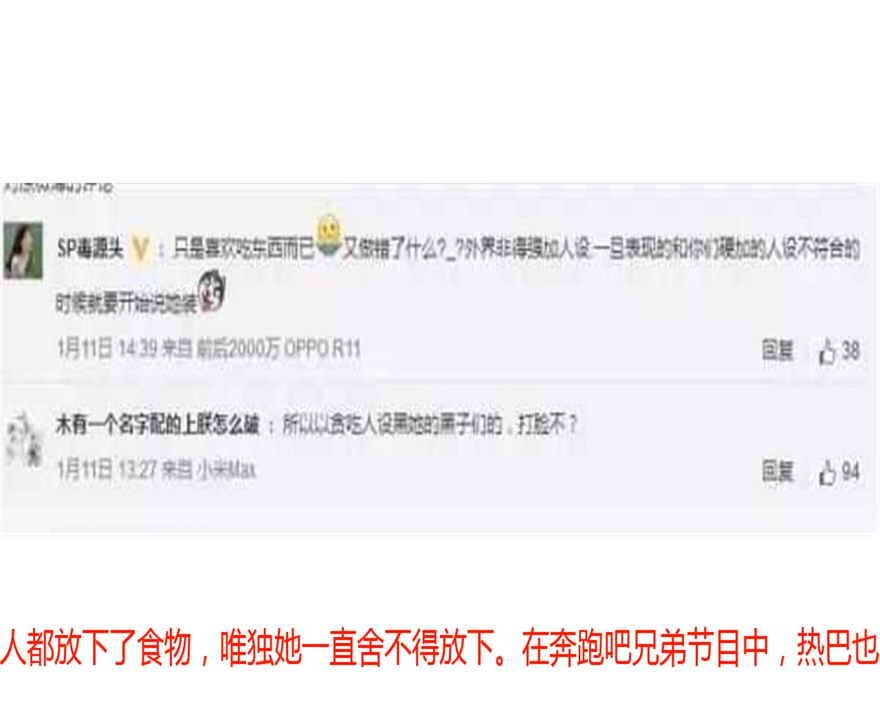 对原微博的评论
SP毒源头 : 只是喜欢吃东西而已 又做错了什么?_?外界非得强加人设 一旦表现的和你们硬加的人设不符合的
时候就要开始说她装
1月11日 14:39 来自 前后2000万 OPPO R11 回复 38
木有一个名字配的上朕怎么破 : 所以以贪吃人设黑她的黑子们的,打脸不?
1月11日 13:27 来自 小米Max 回复 94
人都放下了食物,唯独她一直舍不得放下。在奔跑吧兄弟节目中,热巴也